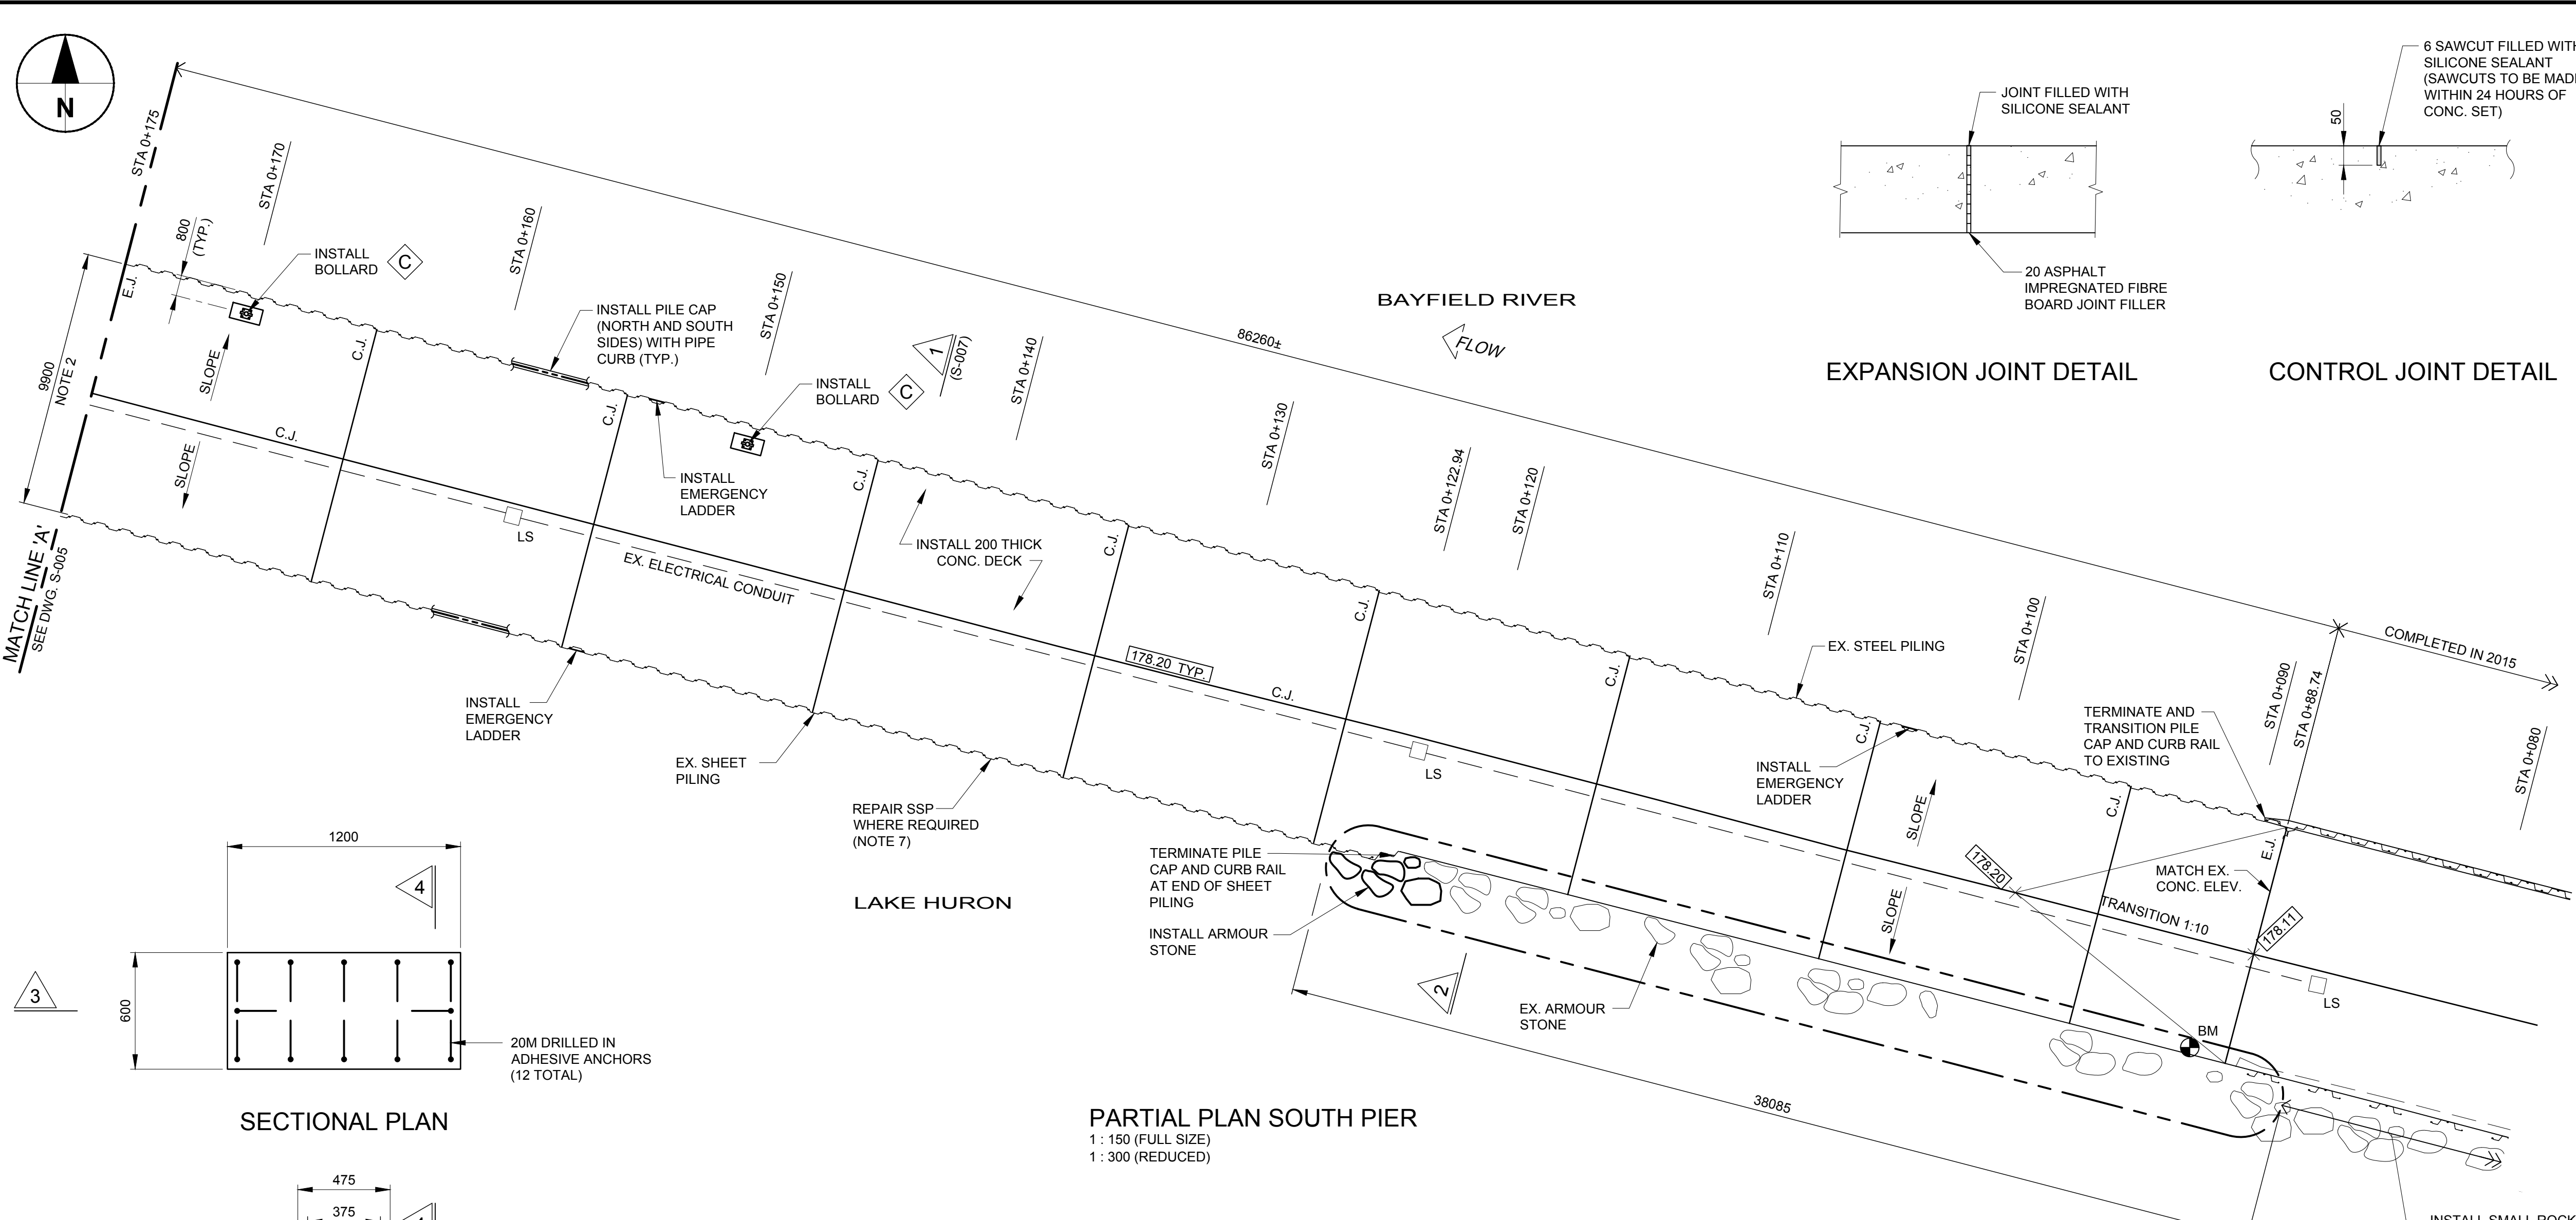 N
STA 0+175
STA 0+170
STA 0+160
STA 0+150
STA 0+140
STA 0+130
STA 0+122.94
STA 0+120
STA 0+110
STA 0+100
STA 0+090
STA 0+88.74
STA 0+080
86260±
COMPLETED IN 2015
BAYFIELD RIVER
FLOW
800
(TYP.)
INSTALL
BOLLARD
C
E.J.
9900
NOTE 2
SLOPE
SLOPE
C.J.
C.J.
INSTALL PILE CAP
(NORTH AND SOUTH
SIDES) WITH PIPE
CURB (TYP.)
C.J.
INSTALL
BOLLARD
C
1
(S-007)
INSTALL
EMERGENCY
LADDER
C.J.
LS
EX. ELECTRICAL CONDUIT
INSTALL 200 THICK
CONC. DECK
C.J.
MATCH LINE 'A'
SEE DWG. S-005
INSTALL
EMERGENCY
LADDER
EX. SHEET
PILING
178.20 TYP.
C.J.
C.J.
C.J.
LS
EX. STEEL PILING
C.J.
INSTALL
EMERGENCY
LADDER
SLOPE
SLOPE
TERMINATE AND
TRANSITION PILE
CAP AND CURB RAIL
TO EXISTING
C.J.
E.J.
178.20
MATCH EX.
CONC. ELEV.
TRANSITION 1:10
178.11
LS
BM
REPAIR SSP
WHERE REQUIRED
(NOTE 7)
LAKE HURON
TERMINATE PILE
CAP AND CURB RAIL
AT END OF SHEET
PILING
INSTALL ARMOUR
STONE
2
EX. ARMOUR
STONE
38085
INSTALL SMALL ROCK
PARTIAL PLAN SOUTH PIER
1 : 150 (FULL SIZE)
1 : 300 (REDUCED)
JOINT FILLED WITH
SILICONE SEALANT
20 ASPHALT
IMPREGNATED FIBRE
BOARD JOINT FILLER
EXPANSION JOINT DETAIL
6 SAWCUT FILLED WITH
SILICONE SEALANT
(SAWCUTS TO BE MADE
WITHIN 24 HOURS OF
CONC. SET)
50
CONTROL JOINT DETAIL
1200
4
3
600
20M DRILLED IN
ADHESIVE ANCHORS
(12 TOTAL)
SECTIONAL PLAN
475
375